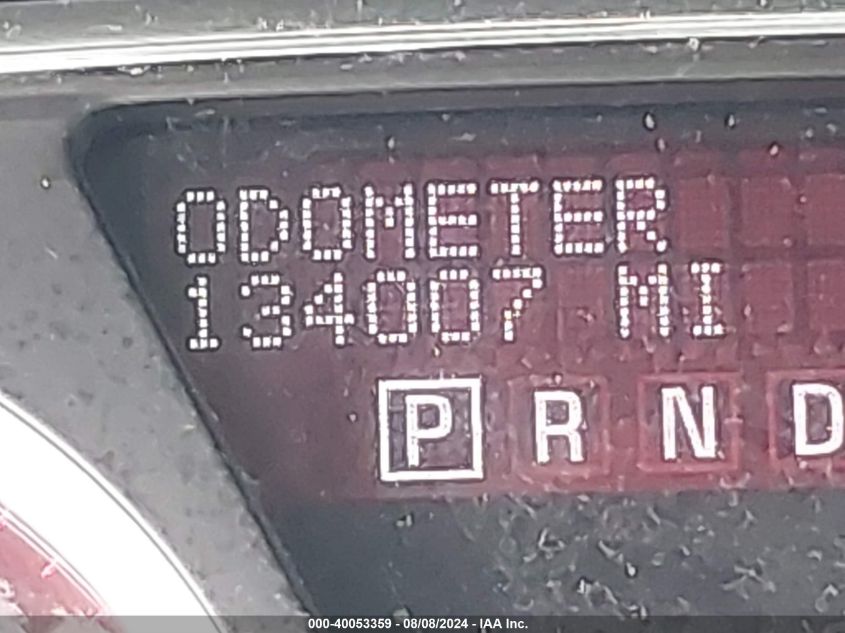 ODOMETER
134007 MI
P R N D
000-40053359 - 08/08/2024 - IAA Inc.